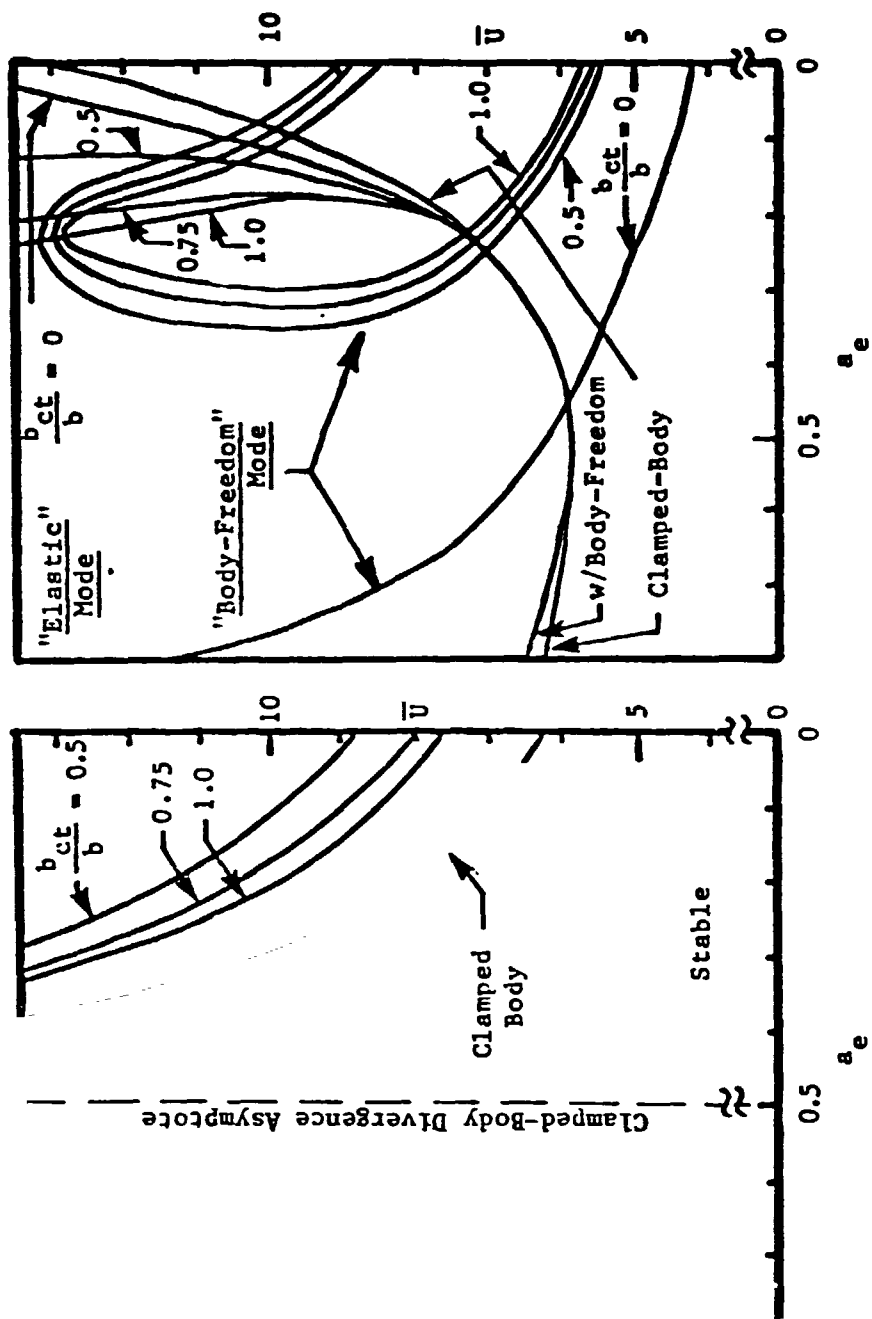 b_ct/b = 0.5
0.75
1.0
10
U̅
5
0
Clamped
Body
Stable
Clamped-Body Divergence Asymptote
0
0.5
a_e
"Elastic"
Mode
b_ct/b = 0
0.5
0.75
1.0
"Body-Freedom"
Mode
10
U̅
5
0
1.0
0.5
b_ct/b = 0
w/Body-Freedom
Clamped-Body
0
0.5
a_e